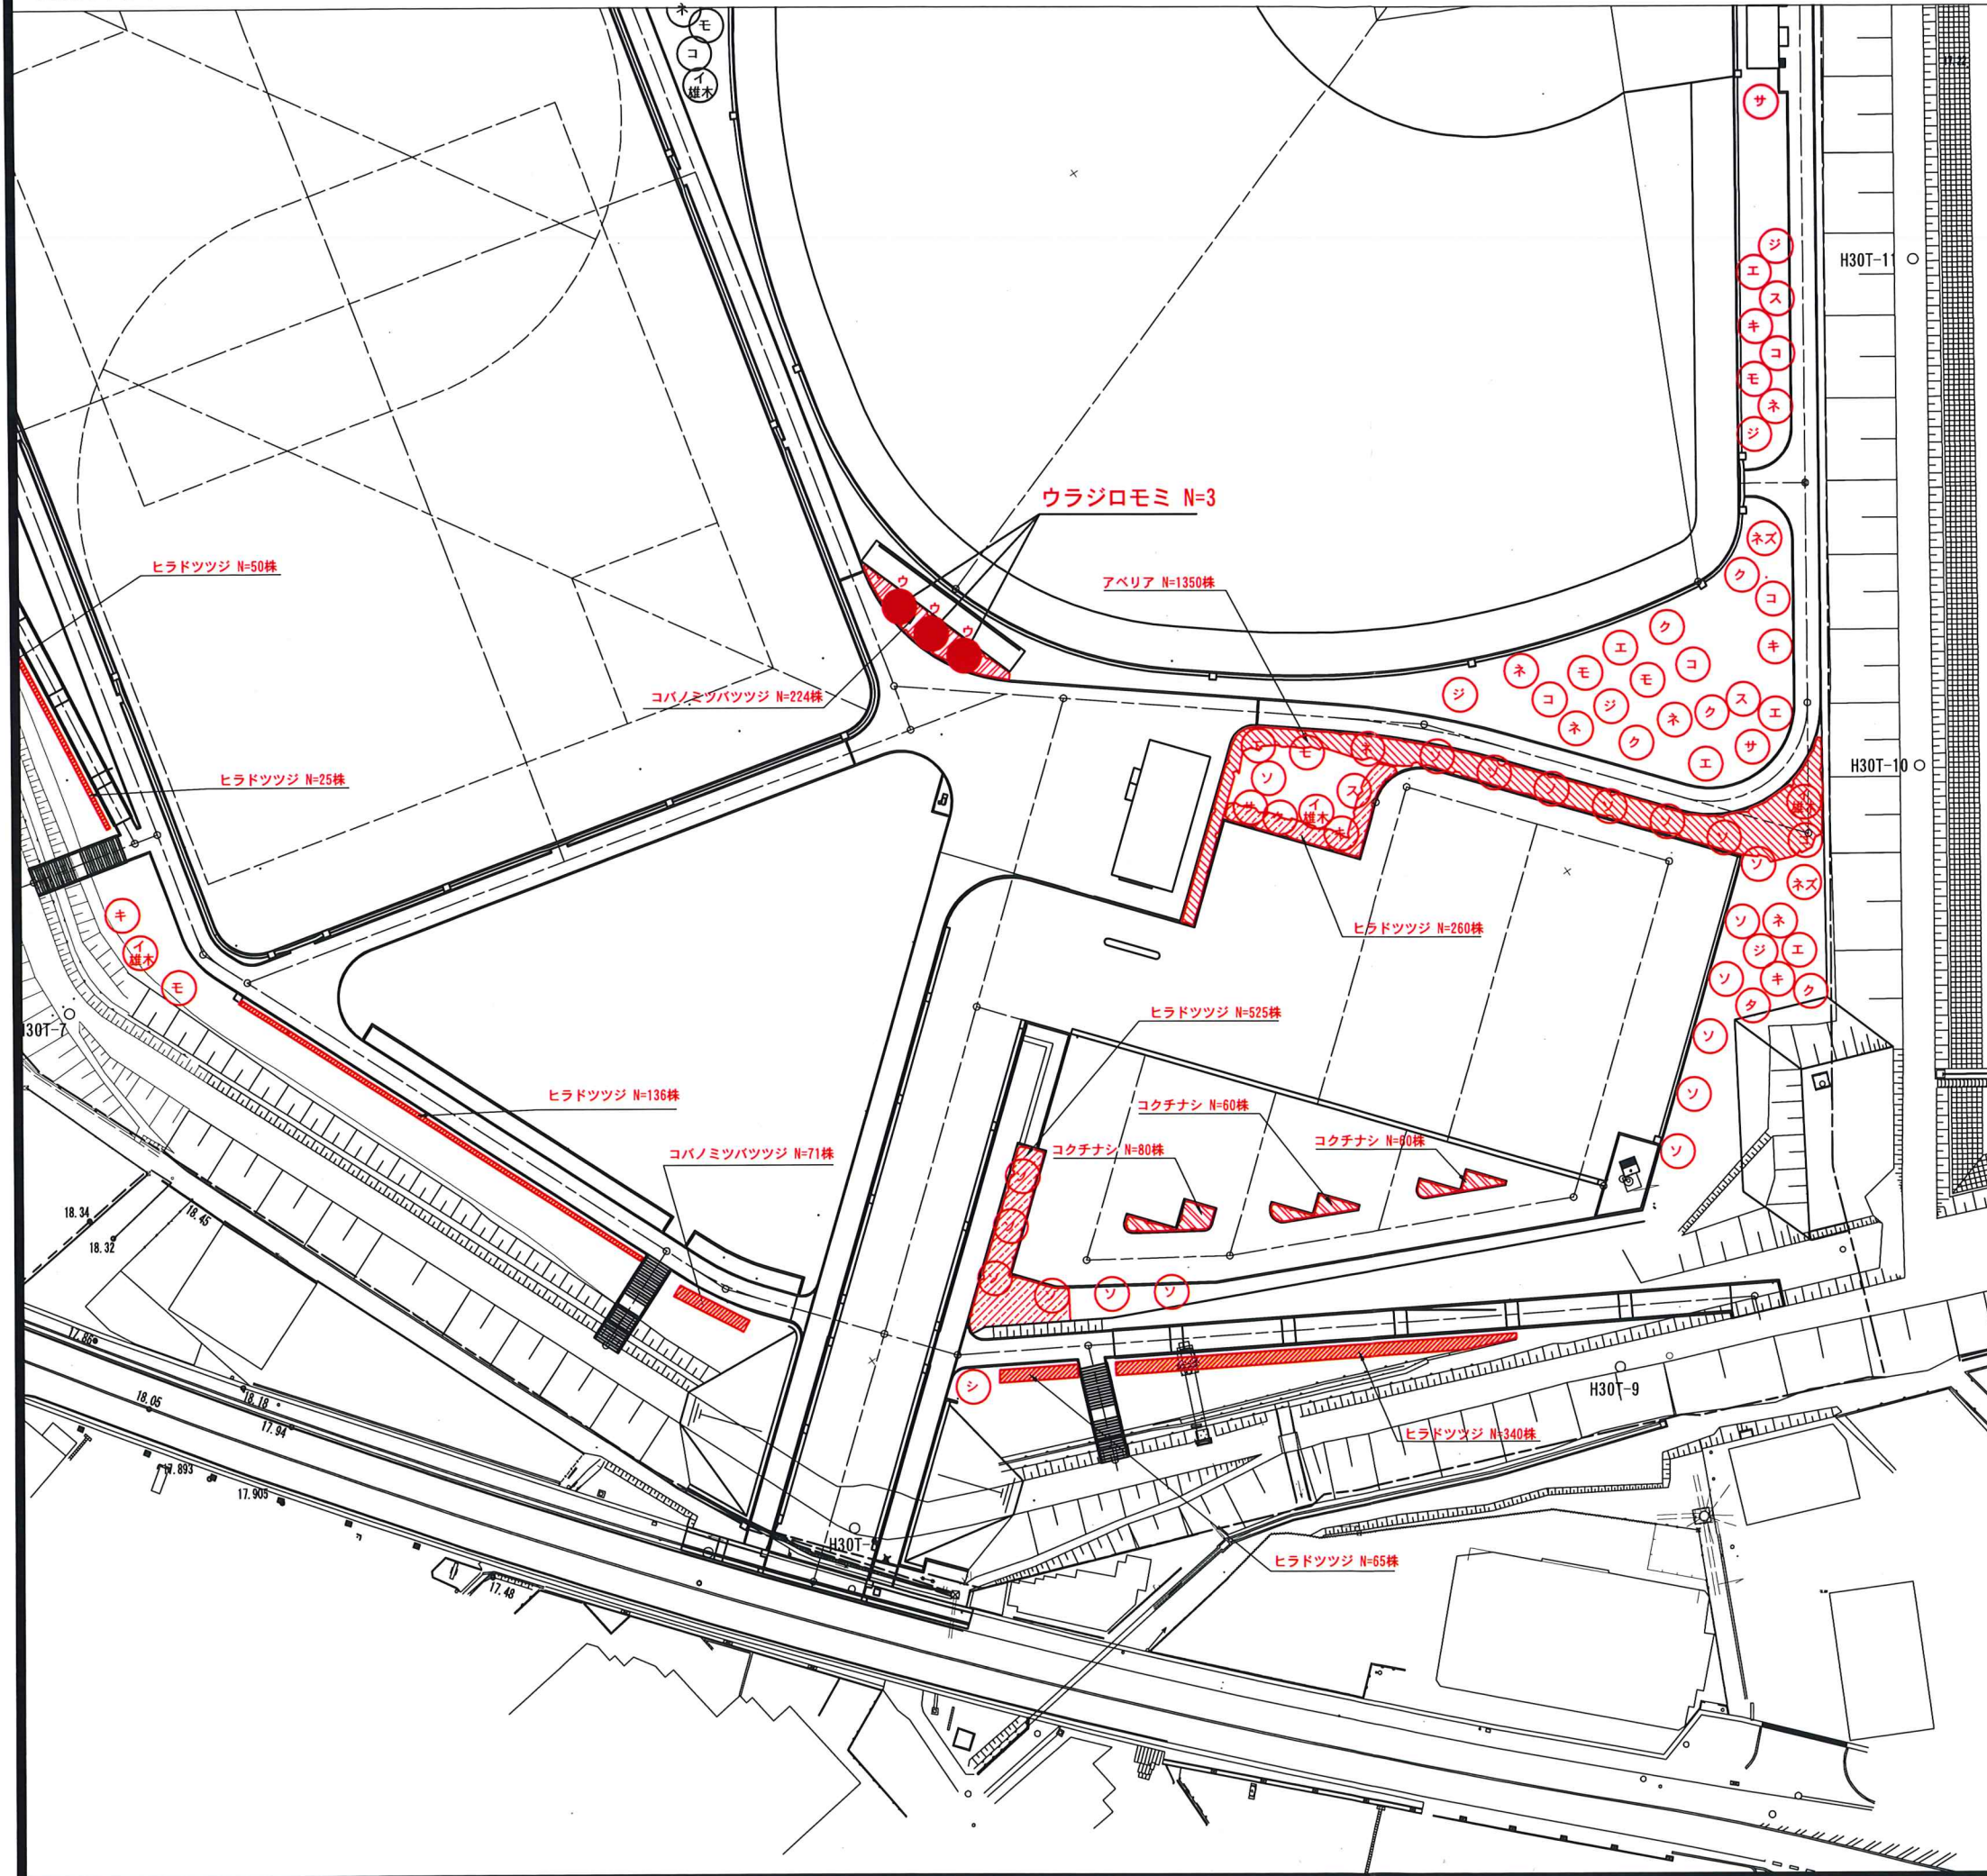 ネ
モ
コ
イ
雄木
17.22
サ
ジ
エ
ス
キ
コ
モ
ネ
ジ
H30T-11
ウラジロモミ N=3
ヒラドツツジ N=50株
アベリア N=1350株
ウ
ウ
ウ
ネズ
ク
コ
キ
ク
エ
コ
ネ
モ
モ
ジ
コ
ジ
ネ
ク
ス
エ
ネ
ク
サ
エ
コバノミツバツツジ N=224株
H30T-10
ヒラドツツジ N=25株
モ
ソ
ス
イ
雄木
イ
雄木
ソ
ソ
ネズ
キ
イ
雄木
モ
ヒラドツツジ N=260株
ソ
ネ
ジ
エ
ソ
キ
ク
タ
ソ
ソ
ソ
H30T-7
ヒラドツツジ N=525株
ヒラドツツジ N=136株
コクチナシ N=60株
コバノミツバツツジ N=71株
コクチナシ N=80株
コクチナシ N=60株
18.34
18.45
18.32
ソ
ソ
17.86
シ
H30T-9
18.05
18.18
17.94
ヒラドツツジ N=340株
17.893
17.905
H30T-8
ヒラドツツジ N=65株
17.48